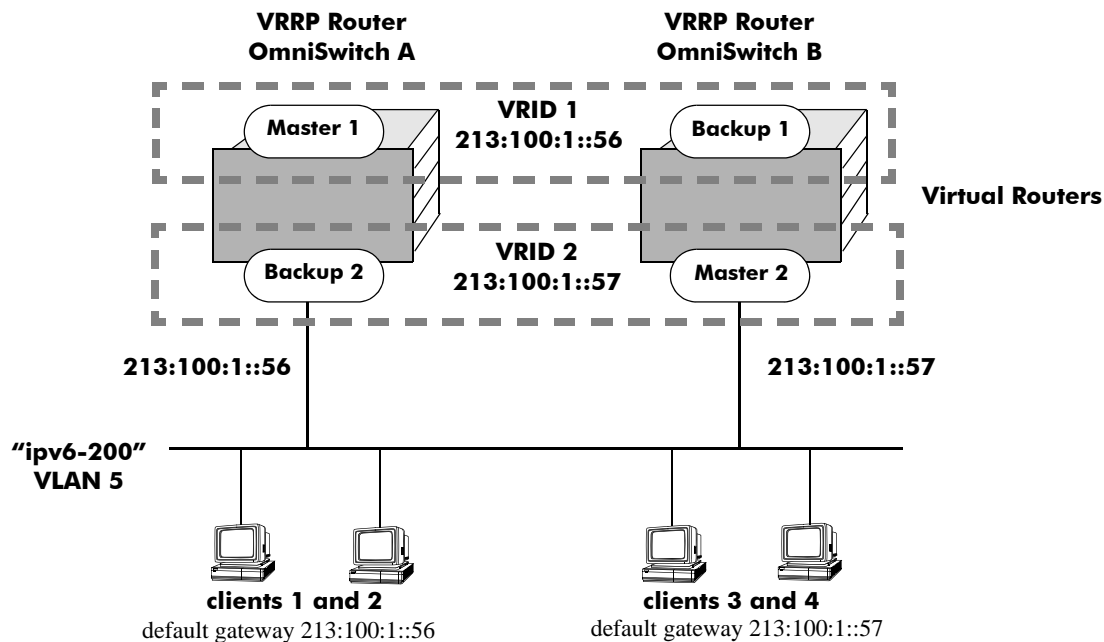 VRRP Router
OmniSwitch A
VRRP Router
OmniSwitch B
Master 1
VRID 1
213:100:1::56
Backup 1
Virtual Routers
Backup 2
VRID 2
213:100:1::57
Master 2
213:100:1::56
213:100:1::57
“ipv6-200”
VLAN 5
clients 1 and 2
default gateway 213:100:1::56
clients 3 and 4
default gateway 213:100:1::57